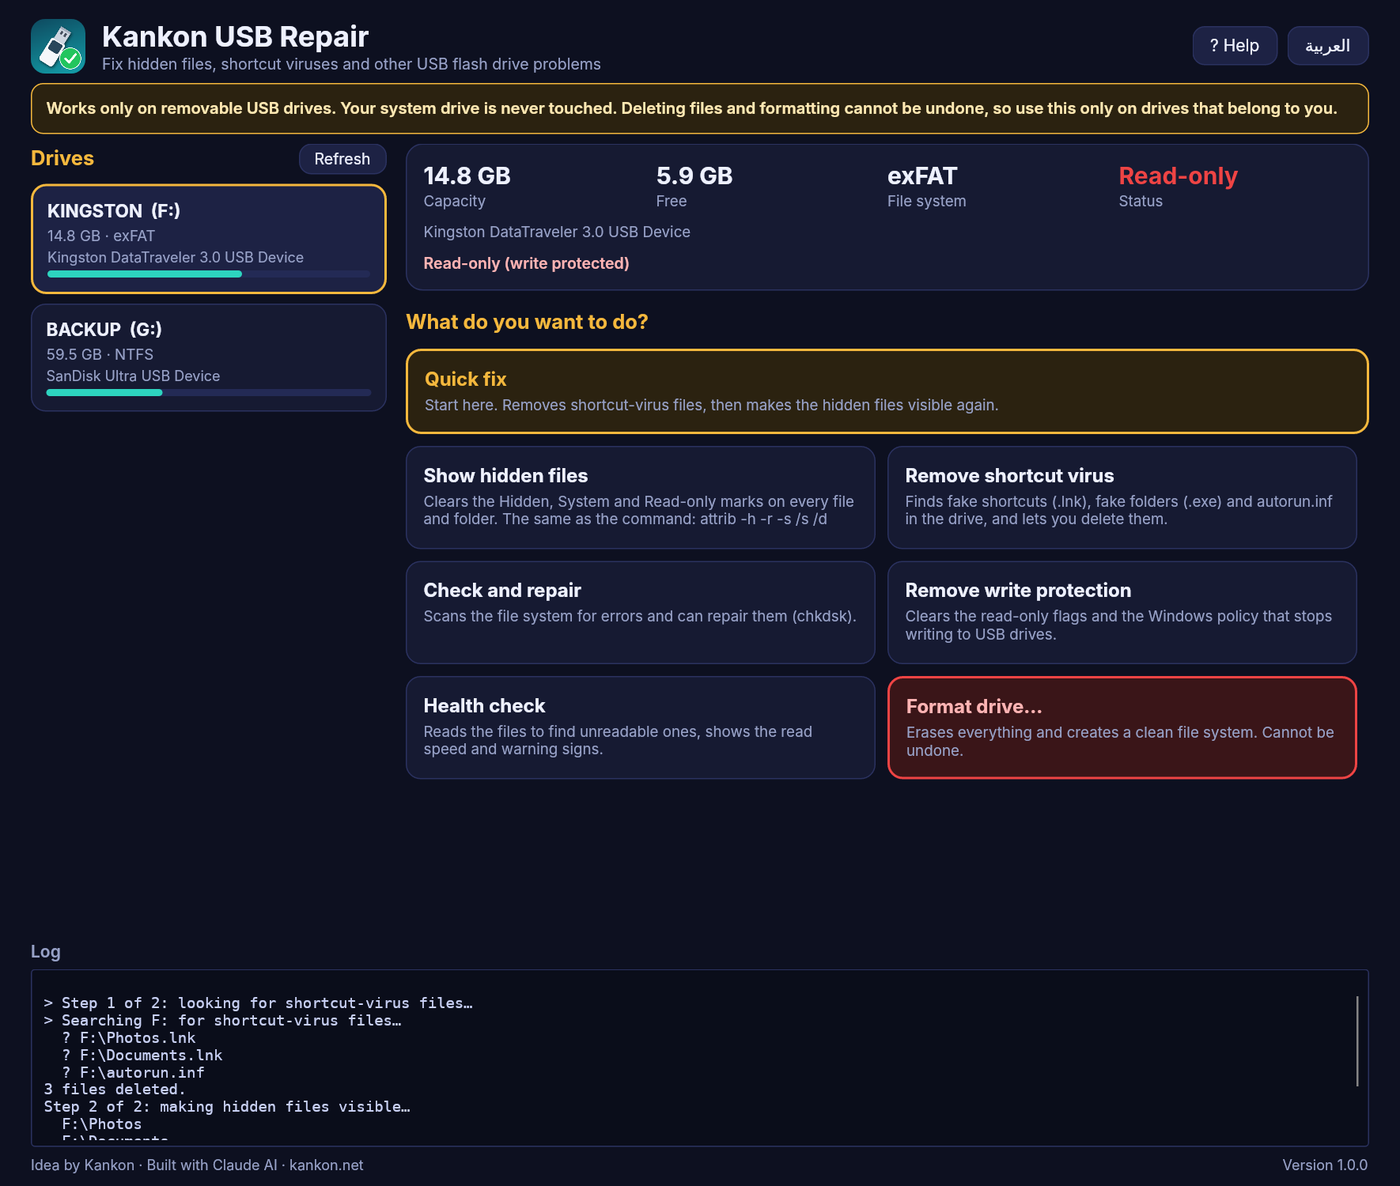 Kankon USB Repair
Fix hidden files, shortcut viruses and other USB flash drive problems
? Help
العربية
Works only on removable USB drives. Your system drive is never touched. Deleting files and formatting cannot be undone, so use this only on drives that belong to you.
Drives
Refresh
KINGSTON (F:)
14.8 GB · exFAT
Kingston DataTraveler 3.0 USB Device
BACKUP (G:)
59.5 GB · NTFS
SanDisk Ultra USB Device
14.8 GB
Capacity
5.9 GB
Free
exFAT
File system
Read-only
Status
Kingston DataTraveler 3.0 USB Device
Read-only (write protected)
What do you want to do?
Quick fix
Start here. Removes shortcut-virus files, then makes the hidden files visible again.
Show hidden files
Clears the Hidden, System and Read-only marks on every file
and folder. The same as the command: attrib -h -r -s /s /d
Remove shortcut virus
Finds fake shortcuts (.lnk), fake folders (.exe) and autorun.inf
in the drive, and lets you delete them.
Check and repair
Scans the file system for errors and can repair them (chkdsk).
Remove write protection
Clears the read-only flags and the Windows policy that stops
writing to USB drives.
Health check
Reads the files to find unreadable ones, shows the read
speed and warning signs.
Format drive…
Erases everything and creates a clean file system. Cannot be
undone.
Log
> Step 1 of 2: looking for shortcut-virus files…
> Searching F: for shortcut-virus files…
? F:\Photos.lnk
? F:\Documents.lnk
? F:\autorun.inf
3 files deleted.
Step 2 of 2: making hidden files visible…
F:\Photos
F:\Documents
Idea by Kankon · Built with Claude AI · kankon.net
Version 1.0.0